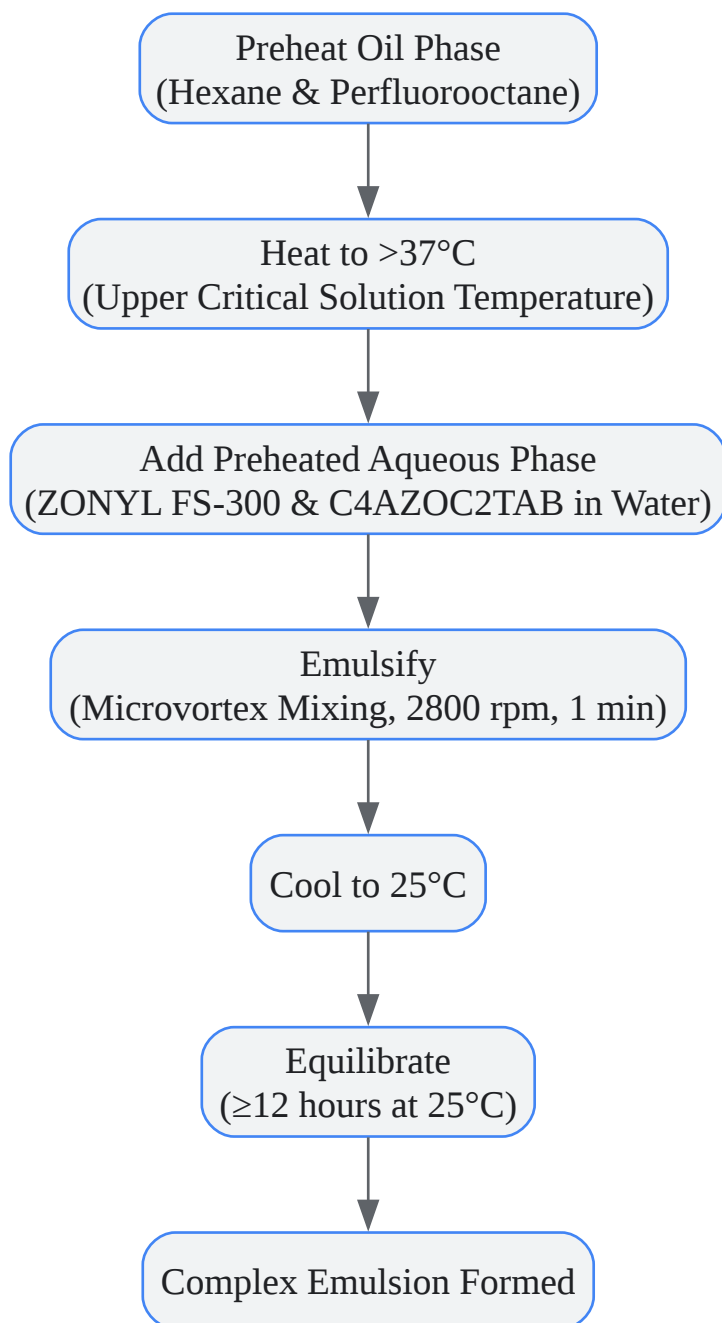 Preheat Oil Phase
(Hexane & Perfluorooctane)
Heat to >37°C
(Upper Critical Solution Temperature)
Add Preheated Aqueous Phase
(ZONYL FS-300 & C4AZOC2TAB in Water)
Emulsify
(Microvortex Mixing, 2800 rpm, 1 min)
Cool to 25°C
Equilibrate
(≥12 hours at 25°C)
Complex Emulsion Formed